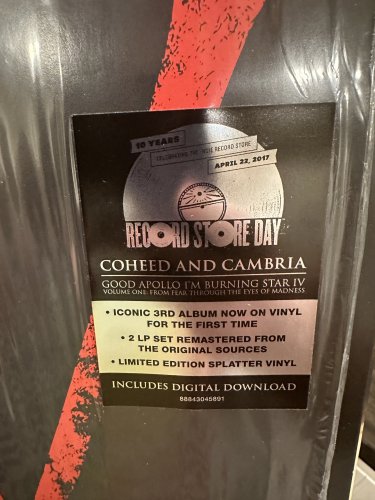 10 YEARS
CELEBRATING THE INDIE RECORD STORE
APRIL 22, 2017
RECORD STORE DAY
COHEED AND CAMBRIA
GOOD APOLLO I'M BURNING STAR IV
VOLUME ONE: FROM FEAR THROUGH THE EYES OF MADNESS
• ICONIC 3RD ALBUM NOW ON VINYL
FOR THE FIRST TIME
• 2 LP SET REMASTERED FROM
THE ORIGINAL SOURCES
• LIMITED EDITION SPLATTER VINYL
INCLUDES DIGITAL DOWNLOAD
88843045891